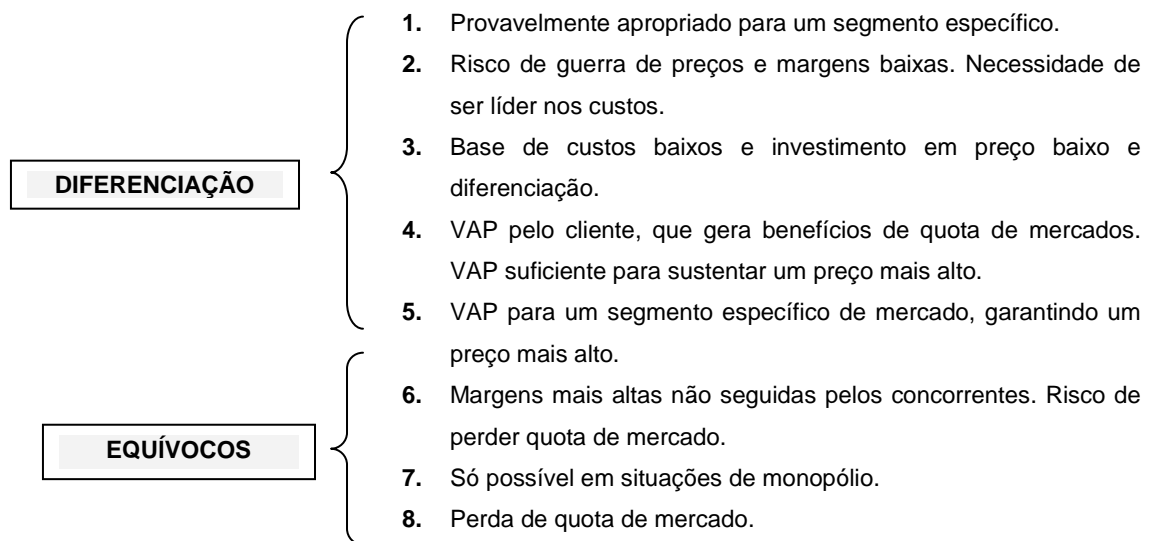 1. Provavelmente apropriado para um segmento específico.
2. Risco de guerra de preços e margens baixas. Necessidade de
ser líder nos custos.
3. Base de custos baixos e investimento em preço baixo e
diferenciação.
DIFERENCIAÇÃO
4. VAP pelo cliente, que gera benefícios de quota de mercados.
VAP suficiente para sustentar um preço mais alto.
5. VAP para um segmento específico de mercado, garantindo um
preço mais alto.
6. Margens mais altas não seguidas pelos concorrentes. Risco de
perder quota de mercado.
EQUÍVOCOS
7. Só possível em situações de monopólio.
8. Perda de quota de mercado.